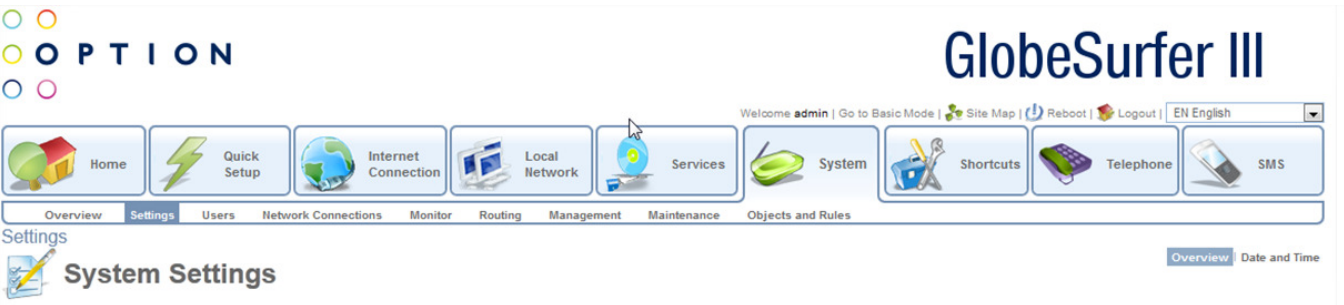 OPTION
GlobeSurfer III
Welcome admin | Go to Basic Mode | Site Map | Reboot | Logout | EN English
Home
Quick
Setup
Internet
Connection
Local
Network
Services
System
Shortcuts
Telephone
SMS
Overview Settings Users Network Connections Monitor Routing Management Maintenance Objects and Rules
Settings
System Settings
Overview | Date and Time